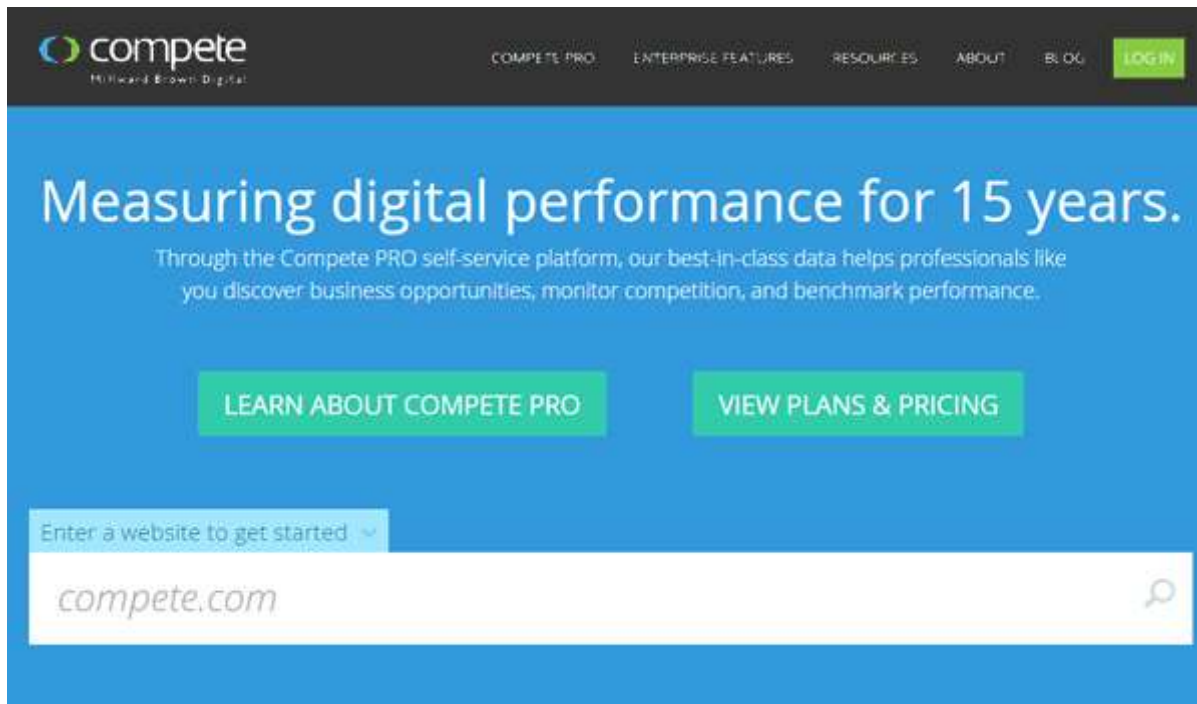 compete
Millward Brown Digital
COMPETE PRO ENTERPRISE FEATURES RESOURCES ABOUT BLOG LOG IN
Measuring digital performance for 15 years.
Through the Compete PRO self-service platform, our best-in-class data helps professionals like
you discover business opportunities, monitor competition, and benchmark performance.
LEARN ABOUT COMPETE PRO VIEW PLANS & PRICING
Enter a website to get started
compete.com